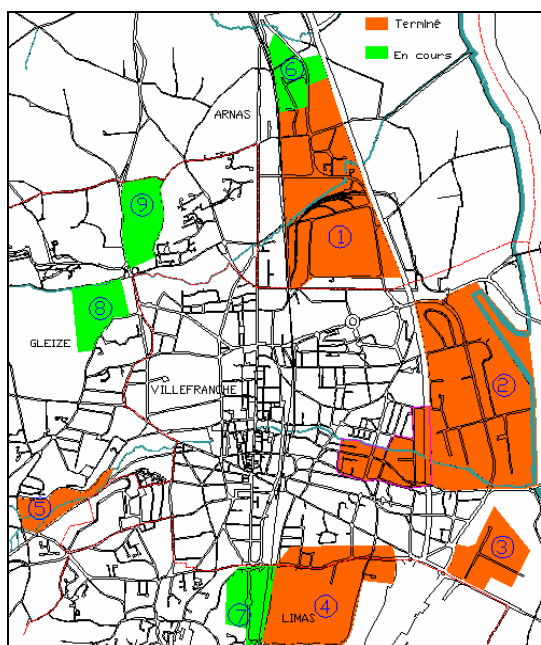 Terminé
En cours
6
ARNAS
9
1
8
GLEIZE
2
VILLEFRANCHE
5
3
4
7
LIMAS